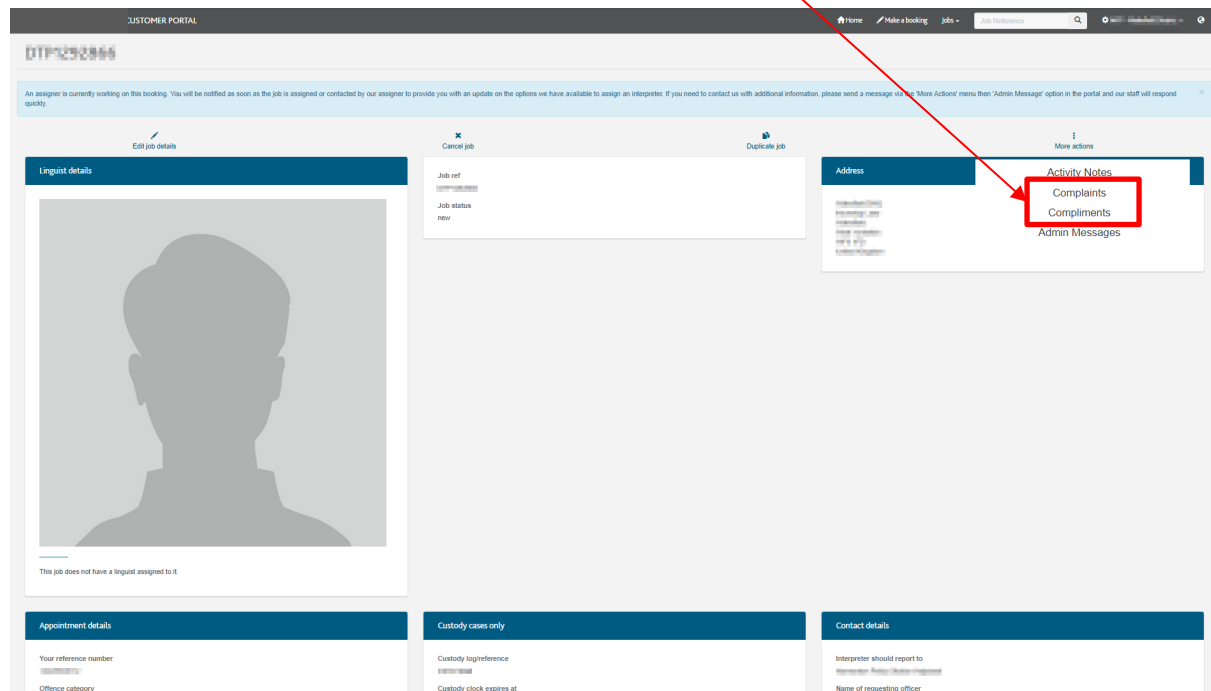 CUSTOMER PORTAL
Home Make a booking Jobs Job Reference
An assigner is currently working on this booking. You will be notified as soon as the job is assigned or contacted by our assigner to provide you with an update on the options we have available to assign an interpreter. If you need to contact us with additional information, please send a message via the 'More Actions' menu then 'Admin Message' option in the portal and our staff will respond
quickly.
Edit job details
Cancel job
Duplicate job
More actions
Linguist details
This job does not have a linguist assigned to it.
Job ref
Job status
new
Address
Activity Notes
Complaints
Compliments
Admin Messages
Appointment details
Your reference number
Offence category
Custody cases only
Custody log/reference
Custody clock expires at
Contact details
Interpreter should report to
Name of requesting officer